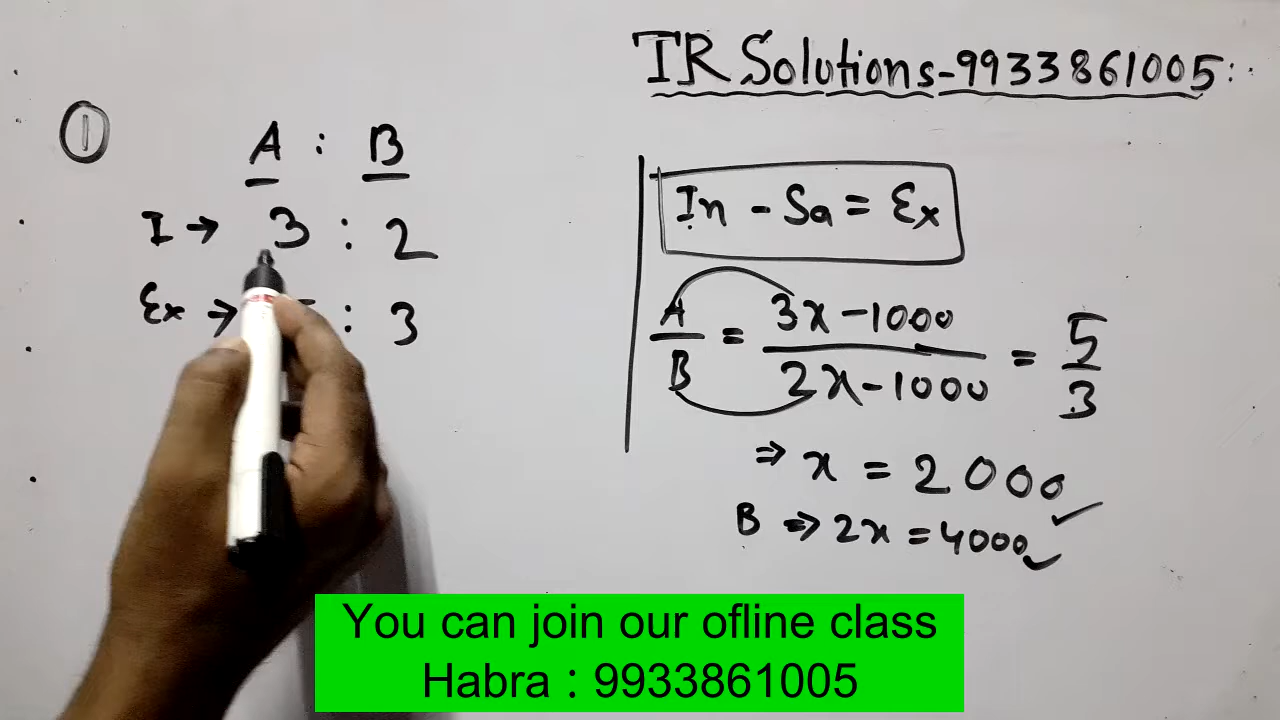 IR Solutions-9933861005:
①
A : B
I → 3 : 2
Ex → : 3
In - Sa = Ex
A/B = 3x-1000/2x-1000 = 5/3
⇒ x = 2000 ✓
B ⇒ 2x = 4000 ✓
You can join our ofline class
Habra : 9933861005